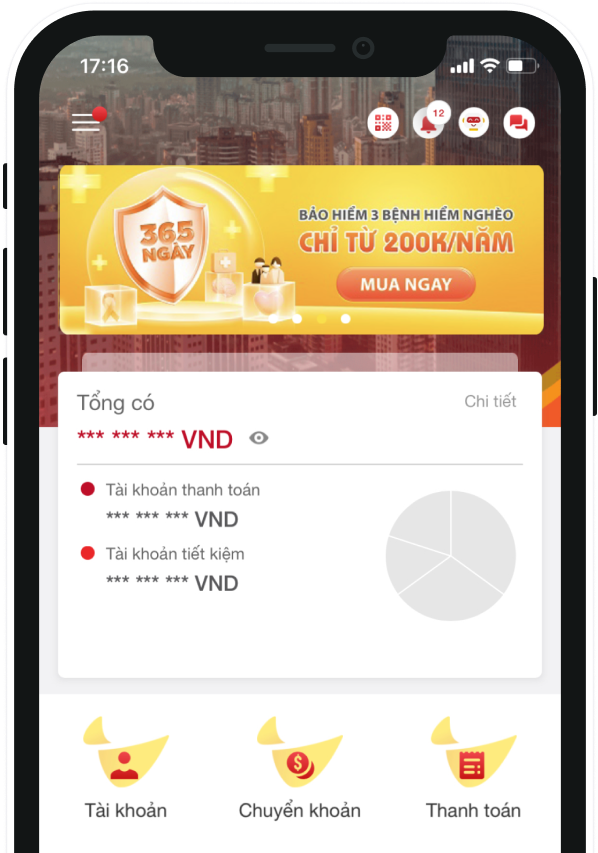 17:16
12
365
NGÀY
BẢO HIỂM 3 BỆNH HIỂM NGHÈO
CHỈ TỪ 200K/NĂM
MUA NGAY
Tổng có
Chi tiết
*** *** *** VND
Tài khoản thanh toán
*** *** *** VND
Tài khoản tiết kiệm
*** *** *** VND
Tài khoản
Chuyển khoản
Thanh toán